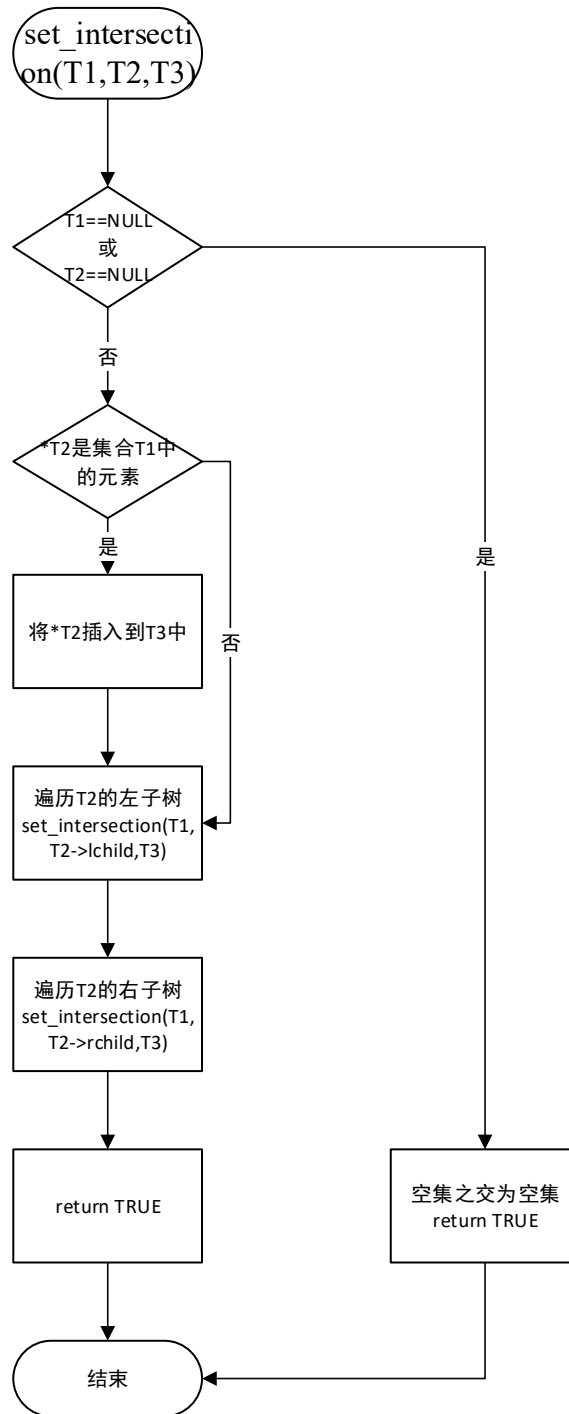 set_intersecti
on(T1,T2,T3)
T1==NULL
或
T2==NULL
否
*T2是集合T1中
的元素
是
是
将*T2插入到T3中
否
遍历T2的左子树
set_intersection(T1,
T2->lchild,T3)
遍历T2的右子树
set_intersection(T1,
T2->rchild,T3)
return TRUE
空集之交为空集
return TRUE
结束